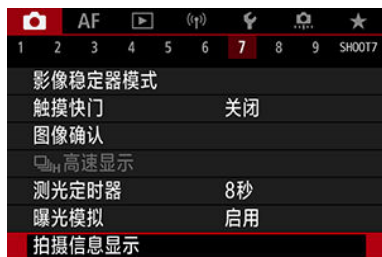 AF
1 2 3 4 5 6 7 8 9 SHOOT7
影像稳定器模式
触摸快门 关闭
图像确认
H高速显示
测光定时器 8秒
曝光模拟 启用
拍摄信息显示